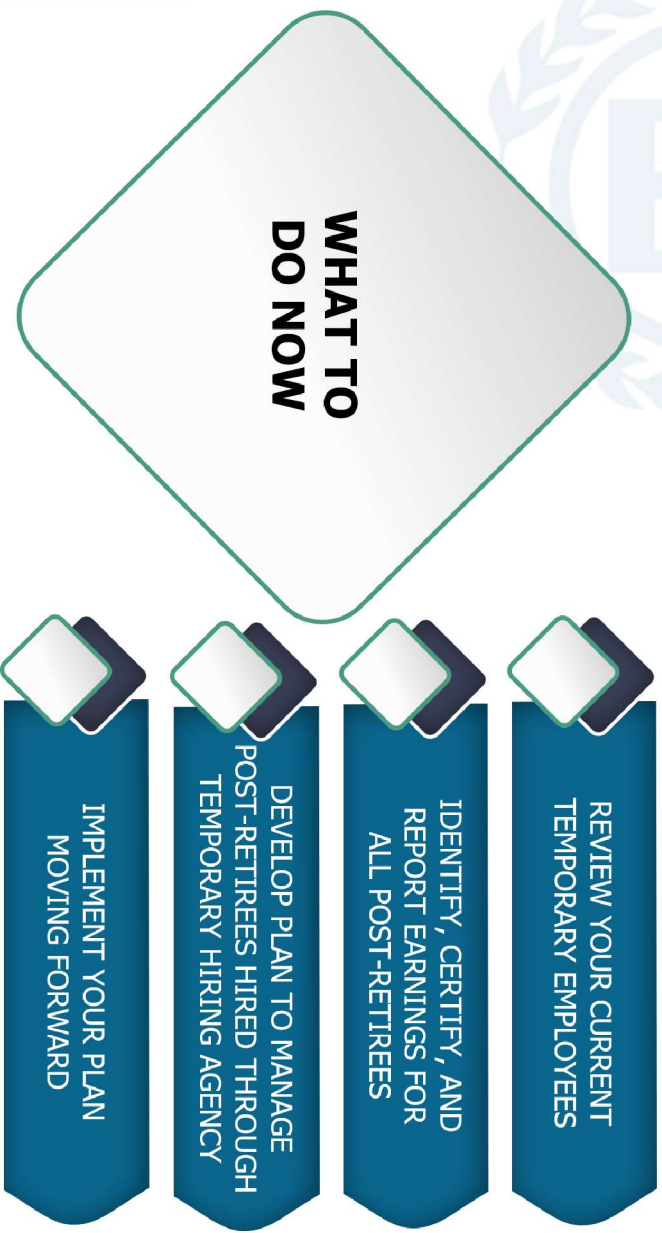 WHAT TO
DO NOW
REVIEW YOUR CURRENT
TEMPORARY EMPLOYEES
IDENTIFY, CERTIFY, AND
REPORT EARNINGS FOR
ALL POST-RETIREES
DEVELOP PLAN TO MANAGE
POST-RETIREES HIRED THROUGH
TEMPORARY HIRING AGENCY
IMPLEMENT YOUR PLAN
MOVING FORWARD